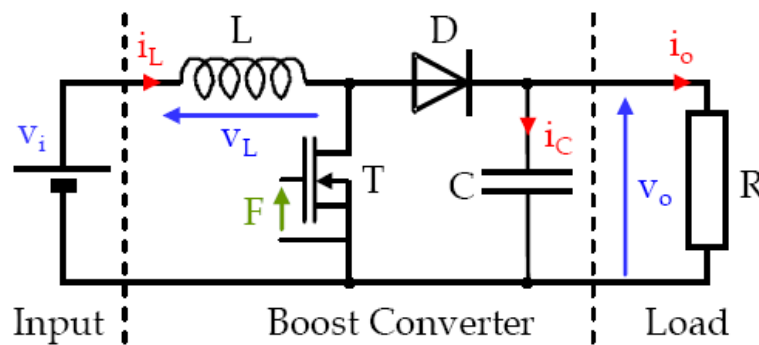 L
D
i_L
i_o
v_i
v_L
i_C
F
T
C
v_o
R
Input
Boost Converter
Load